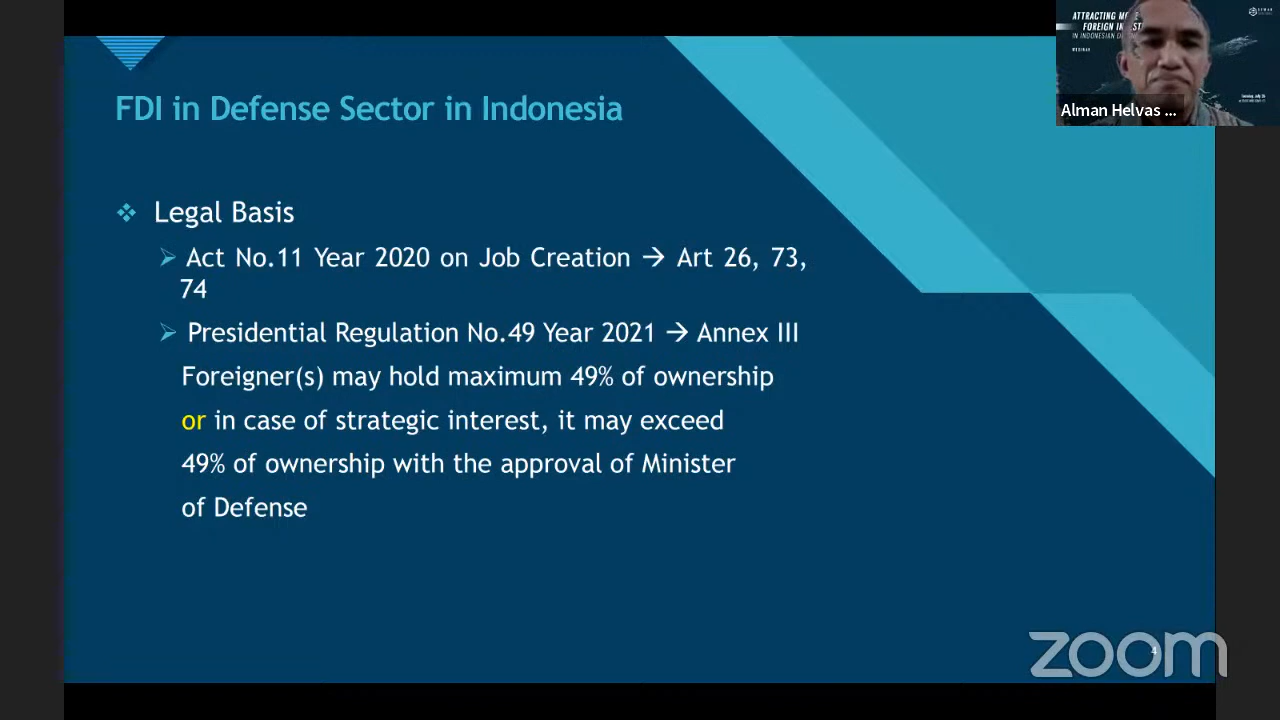 FDI in Defense Sector in Indonesia
❖ Legal Basis
➢ Act No.11 Year 2020 on Job Creation → Art 26, 73,
74
➢ Presidential Regulation No.49 Year 2021 → Annex III
Foreigner(s) may hold maximum 49% of ownership
or in case of strategic interest, it may exceed
49% of ownership with the approval of Minister
of Defense
ATTRACTING
FOREIGN
WEBINAR
Alman Helvas ...
4
zoom